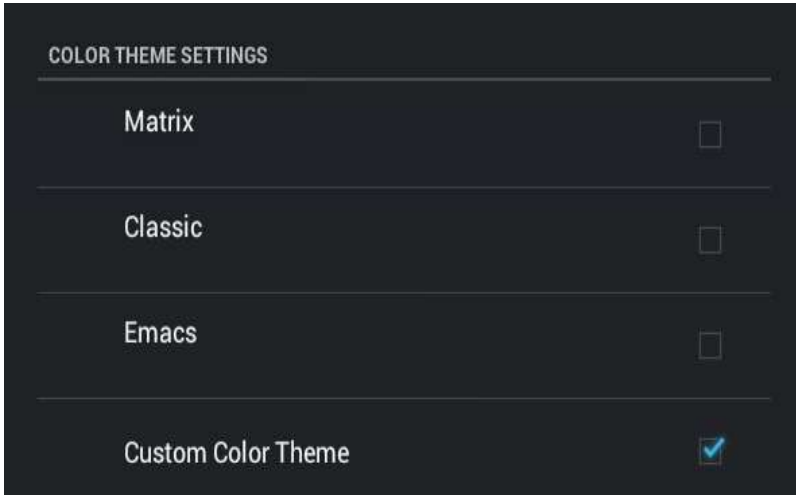 COLOR THEME SETTINGS
Matrix
Classic
Emacs
Custom Color Theme